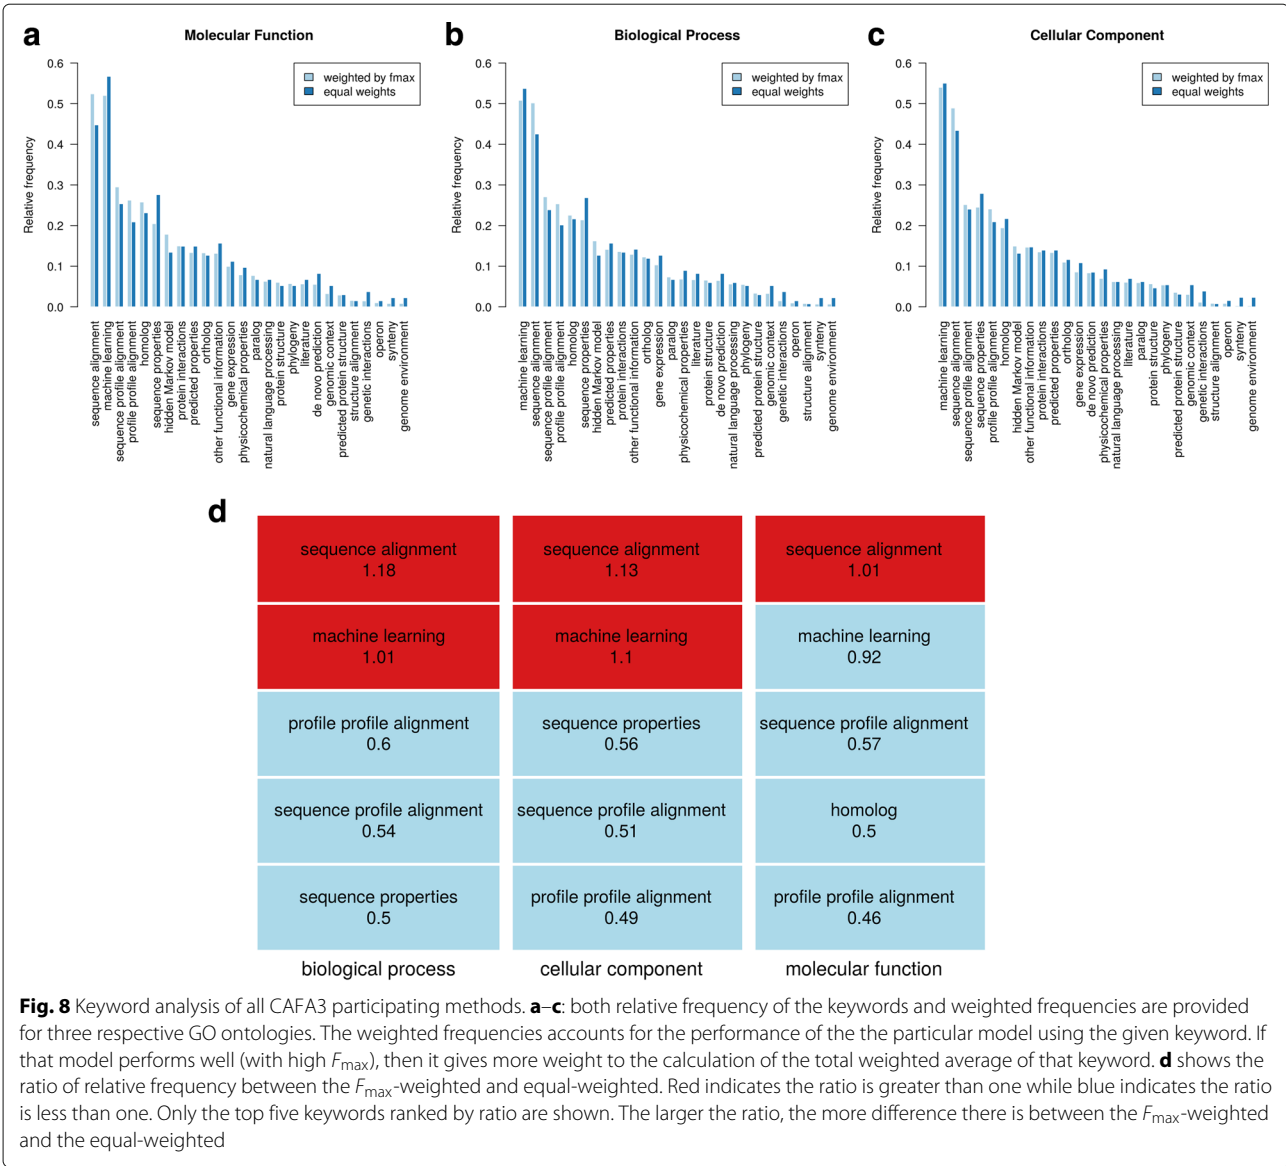 a
Molecular Function
0.6
0.5
0.4
0.3
0.2
0.1
0.0
Relative frequency
weighted by fmax
equal weights
sequence alignment
machine learning
sequence profile alignment
profile profile alignment
homolog
sequence properties
hidden Markov model
protein interactions
predicted properties
ortholog
other functional information
gene expression
physicochemical properties
paralog
natural language processing
protein structure
phylogeny
literature
de novo prediction
genomic context
predicted protein structure
structure alignment
genetic interactions
operon
synteny
genome environment
b
Biological Process
0.6
0.5
0.4
0.3
0.2
0.1
0.0
Relative frequency
weighted by fmax
equal weights
machine learning
sequence alignment
sequence profile alignment
profile profile alignment
homolog
sequence properties
hidden Markov model
predicted properties
protein interactions
other functional information
ortholog
gene expression
paralog
physicochemical properties
literature
protein structure
de novo prediction
natural language processing
phylogeny
predicted protein structure
genomic context
genetic interactions
operon
structure alignment
synteny
genome environment
c
Cellular Component
0.6
0.5
0.4
0.3
0.2
0.1
0.0
Relative frequency
weighted by fmax
equal weights
machine learning
sequence alignment
sequence profile alignment
sequence properties
profile profile alignment
homolog
hidden Markov model
other functional information
protein interactions
predicted properties
ortholog
gene expression
de novo prediction
physicochemical properties
natural language processing
literature
paralog
protein structure
phylogeny
predicted protein structure
genomic context
genetic interactions
structure alignment
operon
synteny
genome environment
d
sequence alignment
1.18
machine learning
1.01
profile profile alignment
0.6
sequence profile alignment
0.54
sequence properties
0.5
biological process
sequence alignment
1.13
machine learning
1.1
sequence properties
0.56
sequence profile alignment
0.51
profile profile alignment
0.49
cellular component
sequence alignment
1.01
machine learning
0.92
sequence profile alignment
0.57
homolog
0.5
profile profile alignment
0.46
molecular function
Fig. 8 Keyword analysis of all CAFA3 participating methods. a–c: both relative frequency of the keywords and weighted frequencies are provided
for three respective GO ontologies. The weighted frequencies accounts for the performance of the the particular model using the given keyword. If
that model performs well (with high Fmax), then it gives more weight to the calculation of the total weighted average of that keyword. d shows the
ratio of relative frequency between the Fmax-weighted and equal-weighted. Red indicates the ratio is greater than one while blue indicates the ratio
is less than one. Only the top five keywords ranked by ratio are shown. The larger the ratio, the more difference there is between the Fmax-weighted
and the equal-weighted